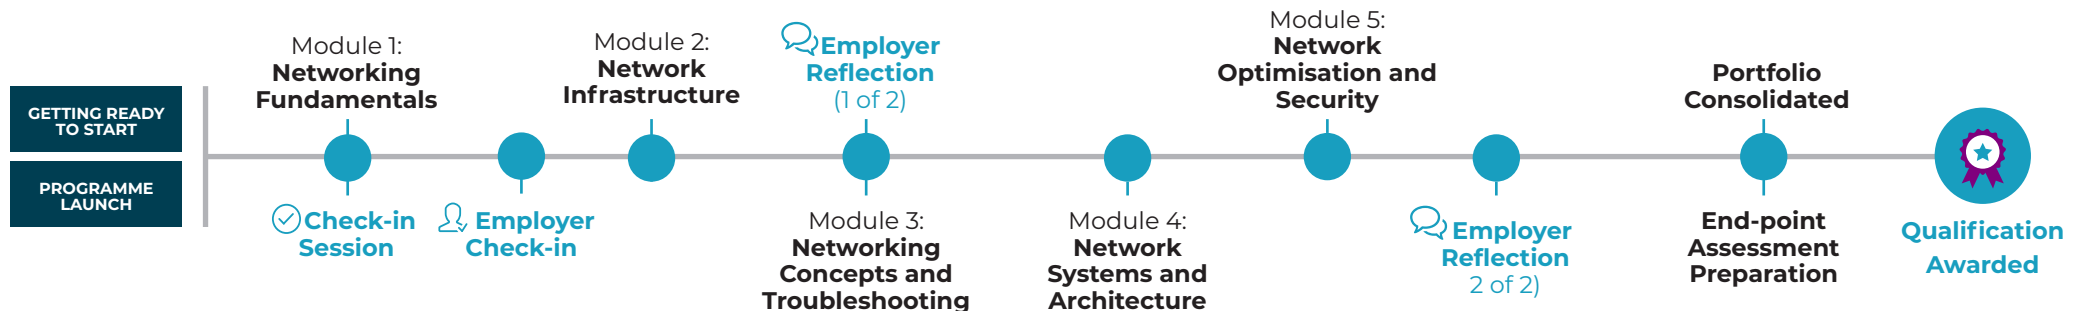 GETTING READY
TO START
PROGRAMME
LAUNCH
Module 1:
Networking
Fundamentals
Check-in
Session
Employer
Check-in
Module 2:
Network
Infrastructure
Employer
Reflection
(1 of 2)
Module 3:
Networking
Concepts and
Troubleshooting
Module 4:
Network
Systems and
Architecture
Module 5:
Network
Optimisation and
Security
Employer
Reflection
2 of 2)
Portfolio
Consolidated
End-point
Assessment
Preparation
Qualification
Awarded